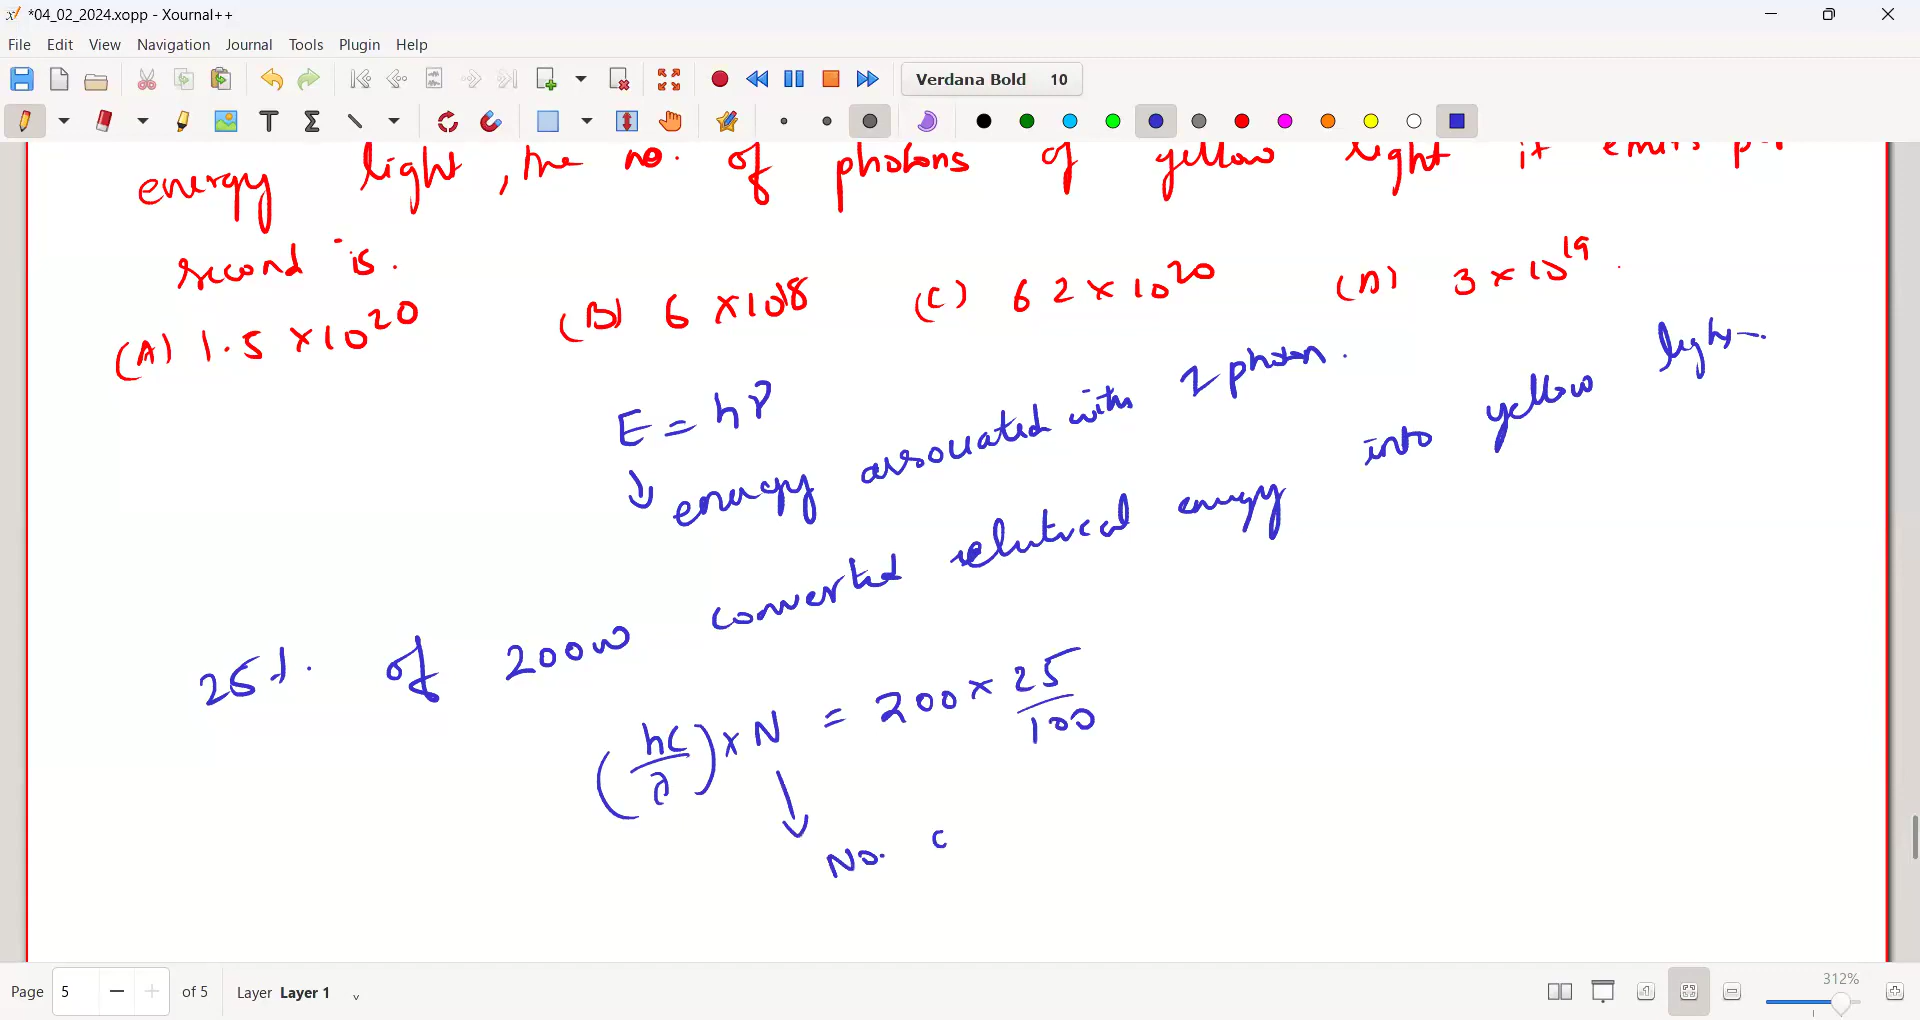 *04_02_2024.xopp - Xournal++
File Edit View Navigation Journal Tools Plugin Help
Verdana Bold 10
energy light, the no. of photons of yellow light it emits per
second is.
(A) 1.5 × 10^20 (B) 6 × 10^18 (C) 62 × 10^20 (D) 3 × 10^19
E = hν
↓ energy associated with 1 photon.
25% of 200w converted electrical energy into yellow light.
(hc/λ) × N = 200 × 25/100
↓
No.
Page 5 of 5 Layer Layer 1 312%